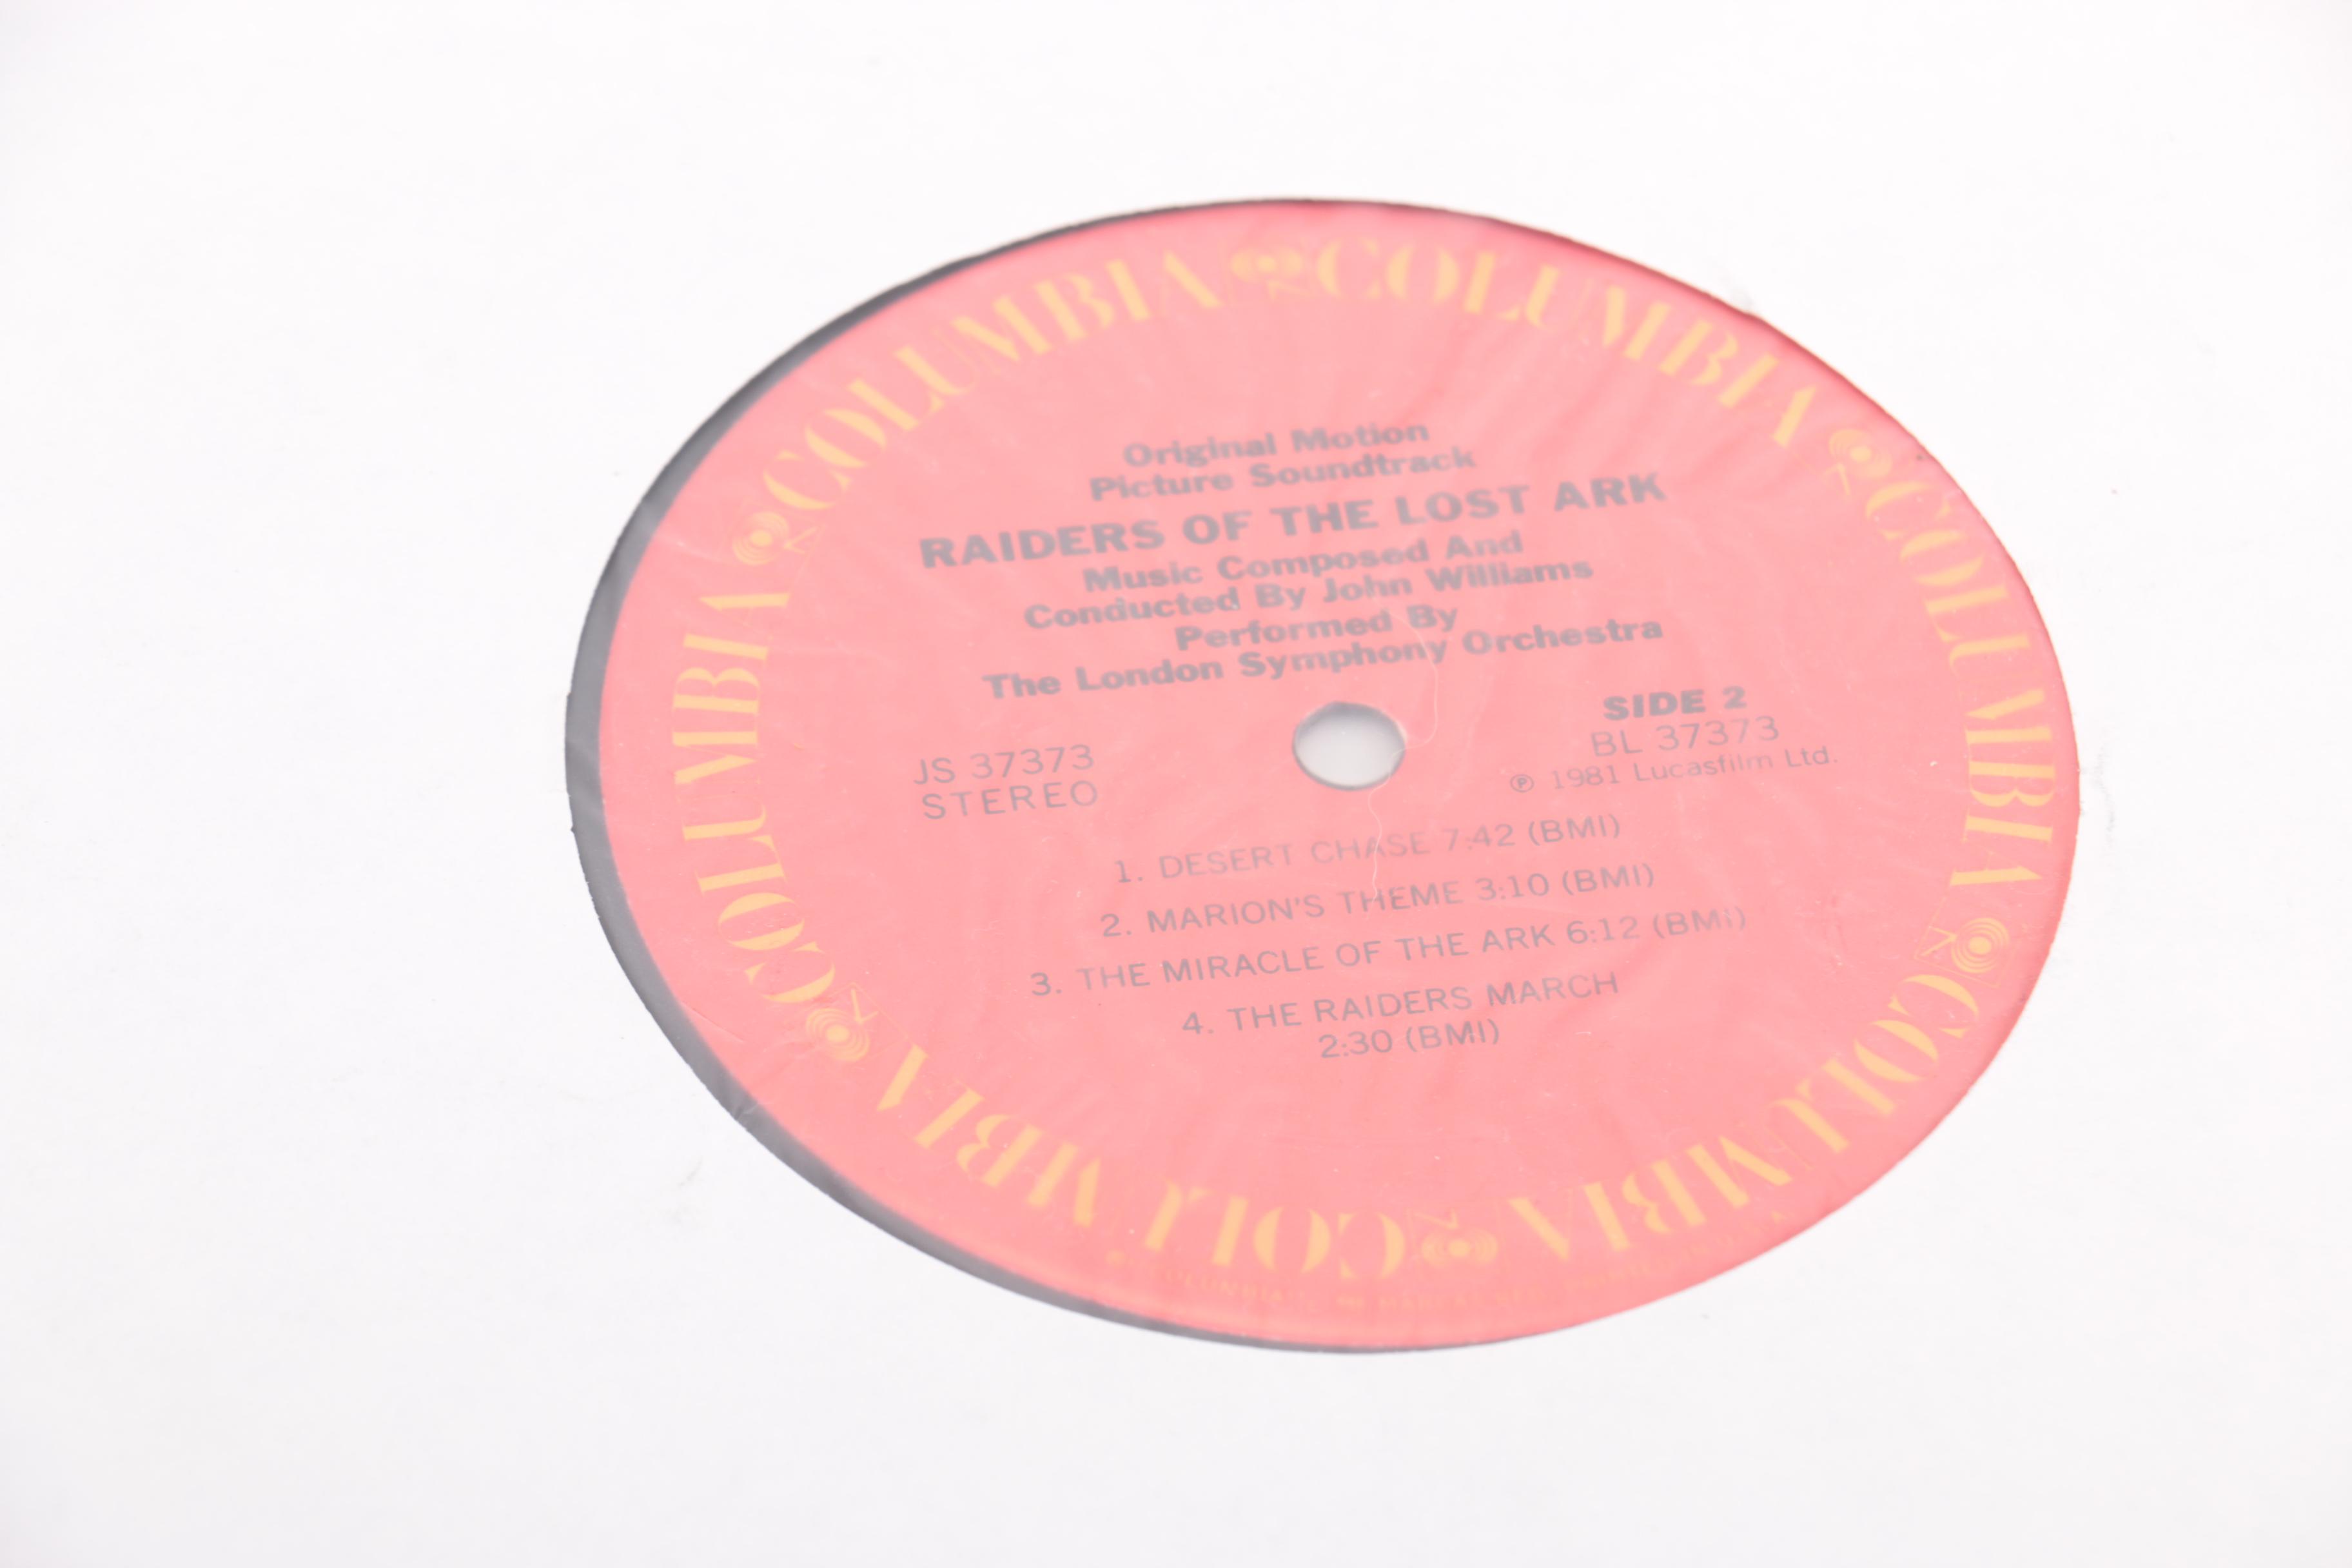 COLUMBIA COLUMBIA COLUMBIA COLUMBIA COLUMBIA COLUMBIA
Original Motion
Picture Soundtrack
RAIDERS OF THE LOST ARK
Music Composed And
Conducted By John Williams
Performed By
The London Symphony Orchestra
JS 37373
STEREO
SIDE 2
BL 37373
℗ 1981 Lucasfilm Ltd.
1. DESERT CHASE 7:42 (BMI)
2. MARION'S THEME 3:10 (BMI)
3. THE MIRACLE OF THE ARK 6:12 (BMI)
4. THE RAIDERS MARCH
2:30 (BMI)